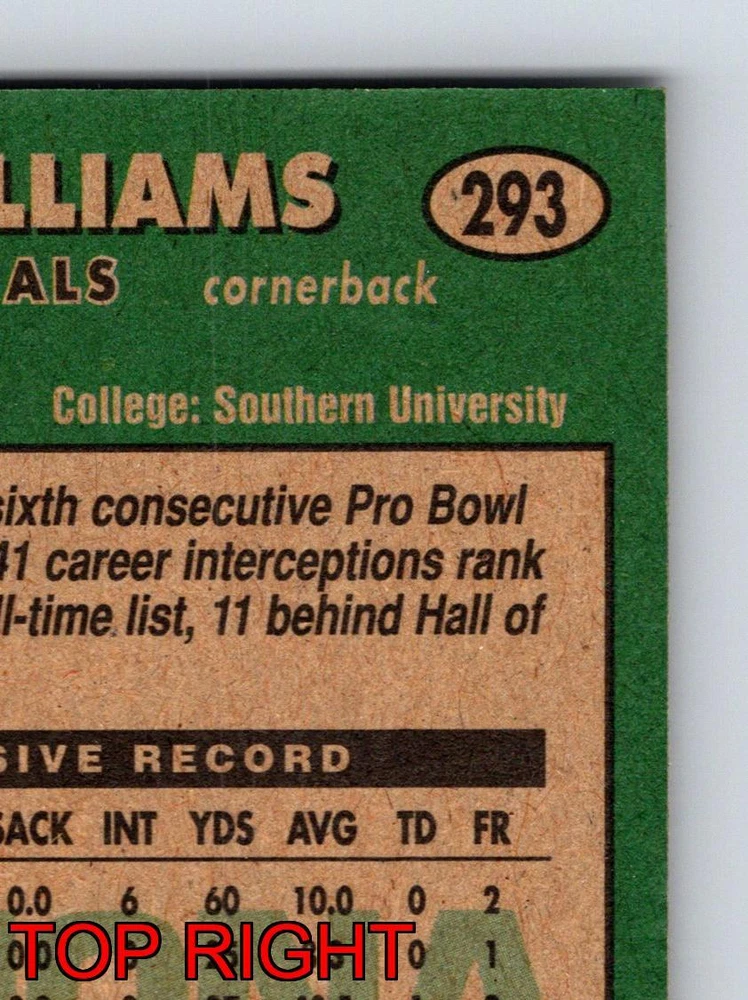 LLIAMS 293
ALS cornerback
College: Southern University
sixth consecutive Pro Bowl
41 career interceptions rank
ll-time list, 11 behind Hall of
SIVE RECORD
SACK INT YDS AVG TD FR
0.0 6 60 10.0 0 2
TOP RIGHT 0 1